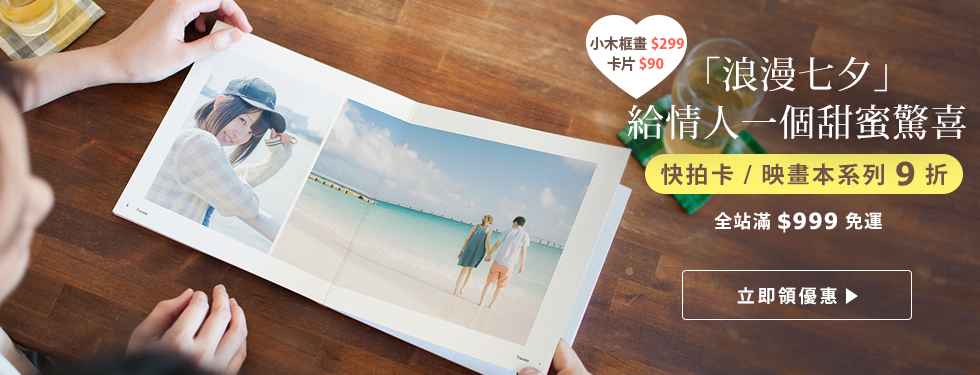 小木框畫 $299
卡片 $90
「浪漫七夕」
給情人一個甜蜜驚喜
快拍卡 / 映畫本系列 9 折
全站滿 $999 免運
立即領優惠
Traveler
Traveler